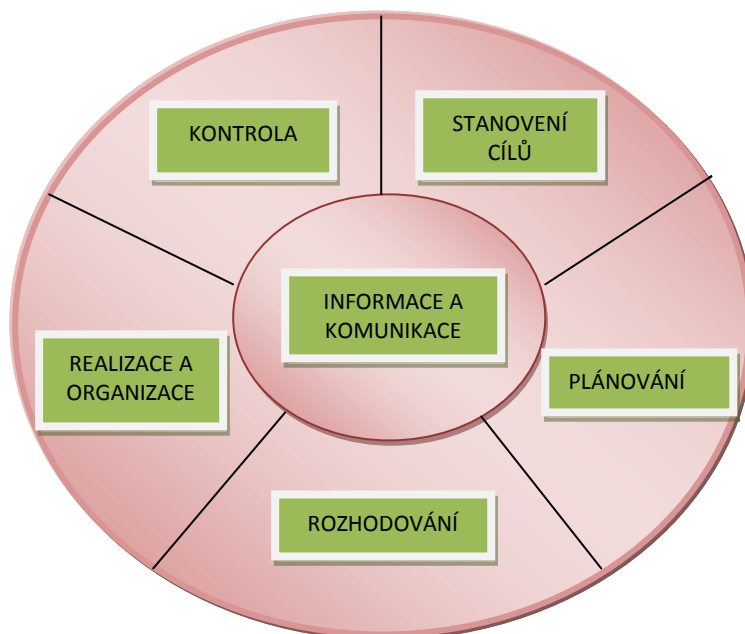 KONTROLA
STANOVENÍ
CÍLŮ
INFORMACE A
KOMUNIKACE
REALIZACE A
ORGANIZACE
PLÁNOVÁNÍ
ROZHODOVÁNÍ